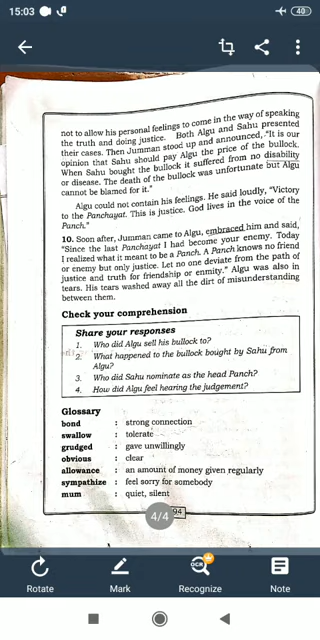 15:03
40
not to allow his personal feelings to come in the way of speaking
the truth and doing justice. Both Algu and Sahu presented
their cases. Then Jumman stood up and announced, "It is our
opinion that Sahu should pay Algu the price of the bullock.
When Sahu bought the bullock it suffered from no disability
or disease. The death of the bullock was unfortunate but Algu
cannot be blamed for it."
Algu could not contain his feelings. He said loudly, "Victory
to the Panchayat. This is justice. God lives in the voice of the
Panch."
10. Soon after, Jumman came to Algu, embraced him and said,
"Since the last Panchayat I had become your enemy. Today
I realized what it meant to be a Panch. A Panch knows no friend
or enemy but only justice. Let no one deviate from the path of
justice and truth for friendship or enmity." Algu was also in
tears. His tears washed away all the dirt of misunderstanding
between them.
Check your comprehension
Share your responses
1. Who did Algu sell his bullock to?
2. What happened to the bullock bought by Sahu from
Algu?
3. Who did Sahu nominate as the head Panch?
4. How did Algu feel hearing the judgement?
Glossary
bond : strong connection
swallow : tolerate
grudged : gave unwillingly
obvious : clear
allowance : an amount of money given regularly
sympathize : feel sorry for somebody
mum : quiet, silent
4/4
94
OCR
Rotate Mark Recognize Note